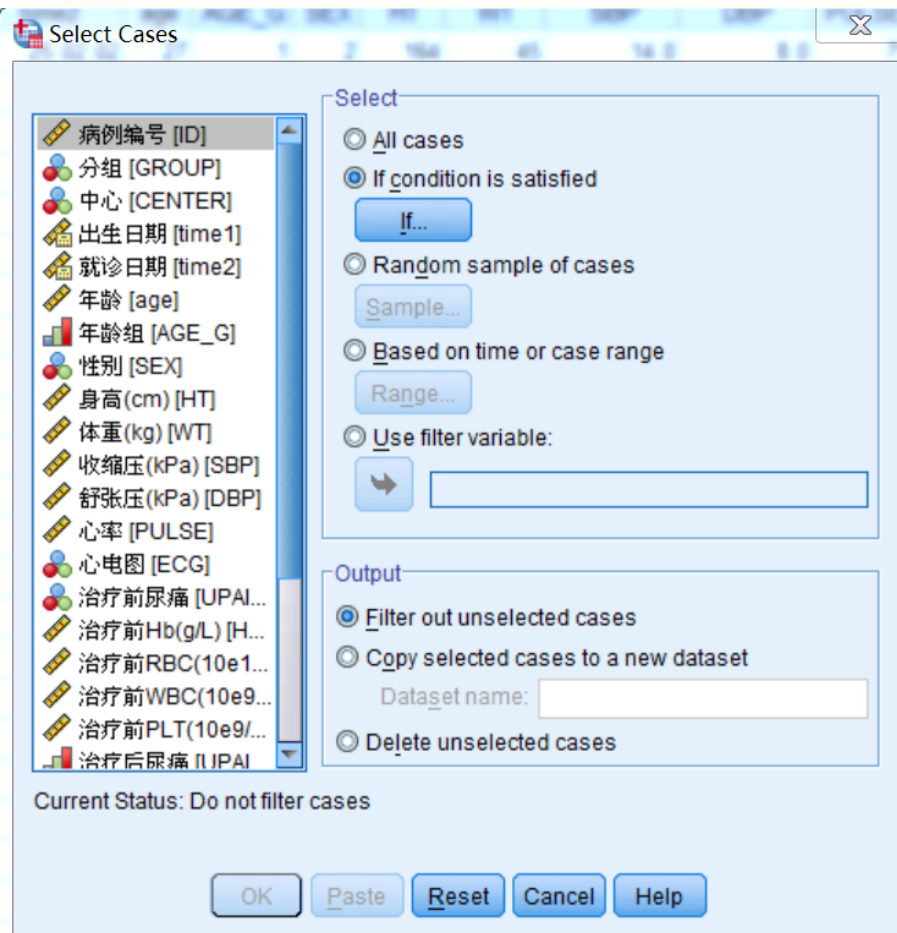 Select Cases
病例编号 [ID]
分组 [GROUP]
中心 [CENTER]
出生日期 [time1]
就诊日期 [time2]
年龄 [age]
年龄组 [AGE_G]
性别 [SEX]
身高(cm) [HT]
体重(kg) [WT]
收缩压(kPa) [SBP]
舒张压(kPa) [DBP]
心率 [PULSE]
心电图 [ECG]
治疗前尿痛 [UPAI...
治疗前Hb(g/L) [H...
治疗前RBC(10e1...
治疗前WBC(10e9...
治疗前PLT(10e9/...
治疗后尿痛 [UPAI
Select
All cases
If condition is satisfied
If...
Random sample of cases
Sample...
Based on time or case range
Range...
Use filter variable:
Output
Filter out unselected cases
Copy selected cases to a new dataset
Dataset name:
Delete unselected cases
Current Status: Do not filter cases
OK Paste Reset Cancel Help